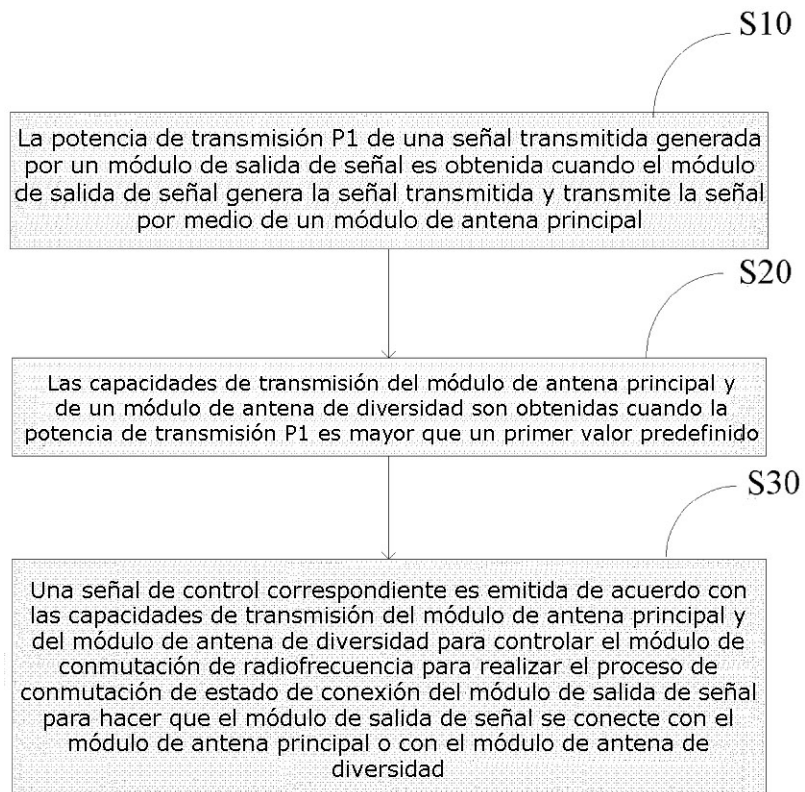 S10
La potencia de transmisión P1 de una señal transmitida generada
por un módulo de salida de señal es obtenida cuando el módulo
de salida de señal genera la señal transmitida y transmite la señal
por medio de un módulo de antena principal
S20
Las capacidades de transmisión del módulo de antena principal y
de un módulo de antena de diversidad son obtenidas cuando la
potencia de transmisión P1 es mayor que un primer valor predefinido
S30
Una señal de control correspondiente es emitida de acuerdo con
las capacidades de transmisión del módulo de antena principal y
del módulo de antena de diversidad para controlar el módulo de
conmutación de radiofrecuencia para realizar el proceso de
conmutación de estado de conexión del módulo de salida de señal
para hacer que el módulo de salida de señal se conecte con el
módulo de antena principal o con el módulo de antena de
diversidad